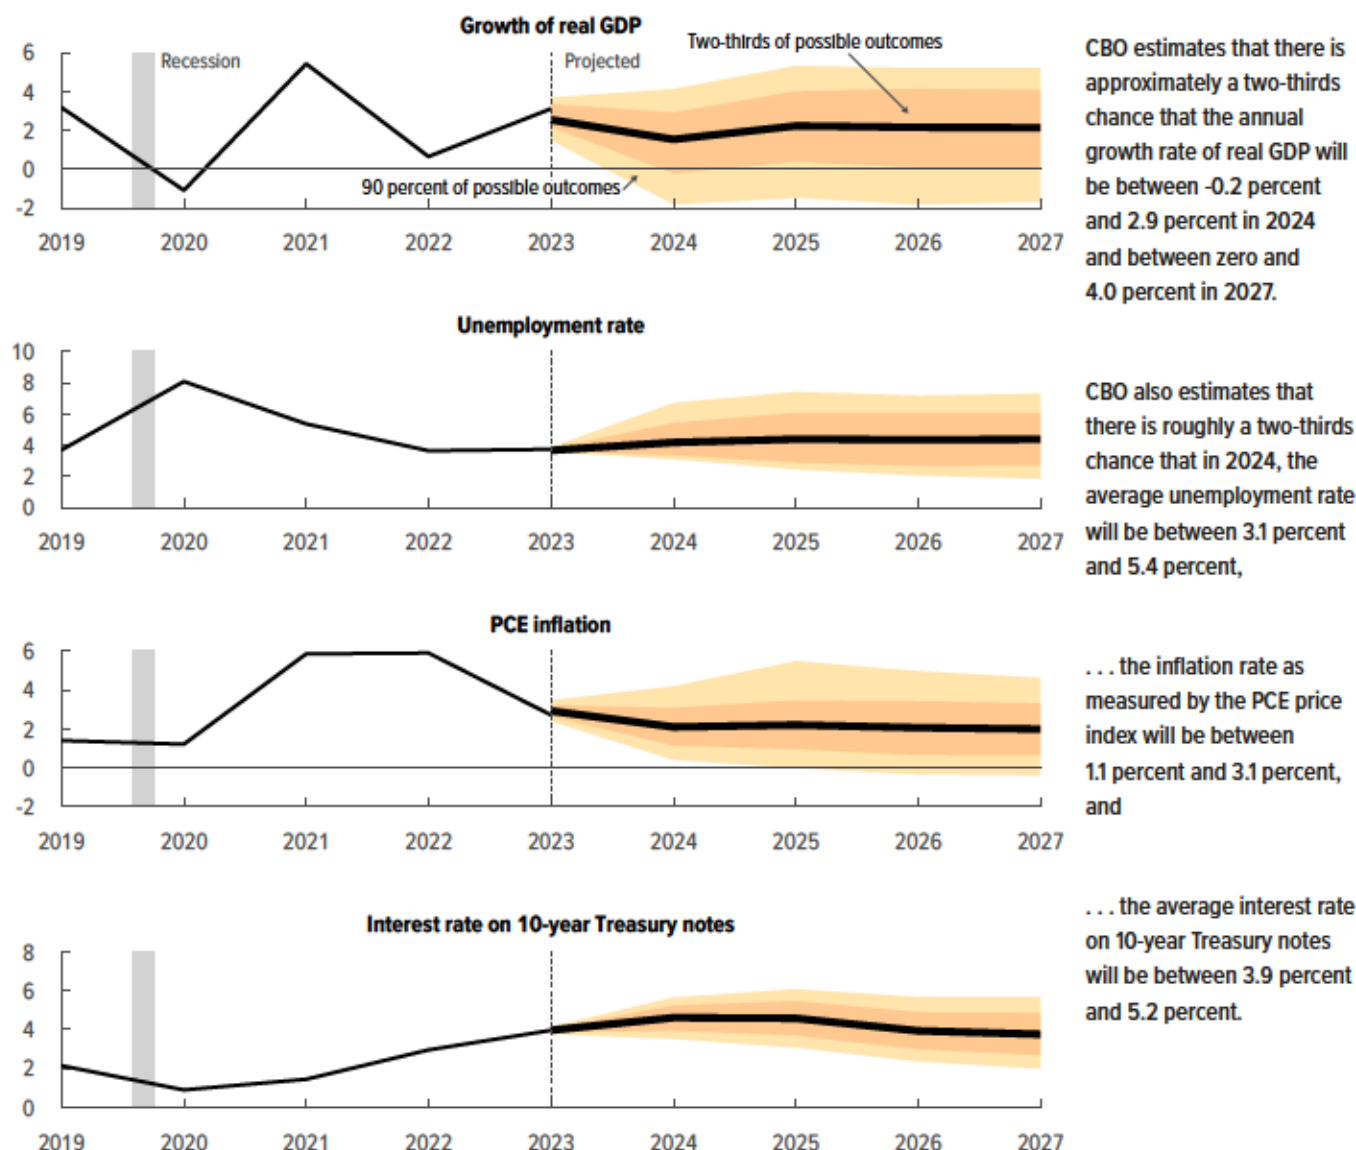 Growth of real GDP
6
4
2
0
-2
Recession
Projected
Two-thirds of possible outcomes
90 percent of possible outcomes
2019 2020 2021 2022 2023 2024 2025 2026 2027
CBO estimates that there is
approximately a two-thirds
chance that the annual
growth rate of real GDP will
be between -0.2 percent
and 2.9 percent in 2024
and between zero and
4.0 percent in 2027.
Unemployment rate
10
8
6
4
2
0
2019 2020 2021 2022 2023 2024 2025 2026 2027
CBO also estimates that
there is roughly a two-thirds
chance that in 2024, the
average unemployment rate
will be between 3.1 percent
and 5.4 percent,
PCE inflation
6
4
2
0
-2
2019 2020 2021 2022 2023 2024 2025 2026 2027
. . . the inflation rate as
measured by the PCE price
index will be between
1.1 percent and 3.1 percent,
and
Interest rate on 10-year Treasury notes
8
6
4
2
0
2019 2020 2021 2022 2023 2024 2025 2026 2027
. . . the average interest rate
on 10-year Treasury notes
will be between 3.9 percent
and 5.2 percent.